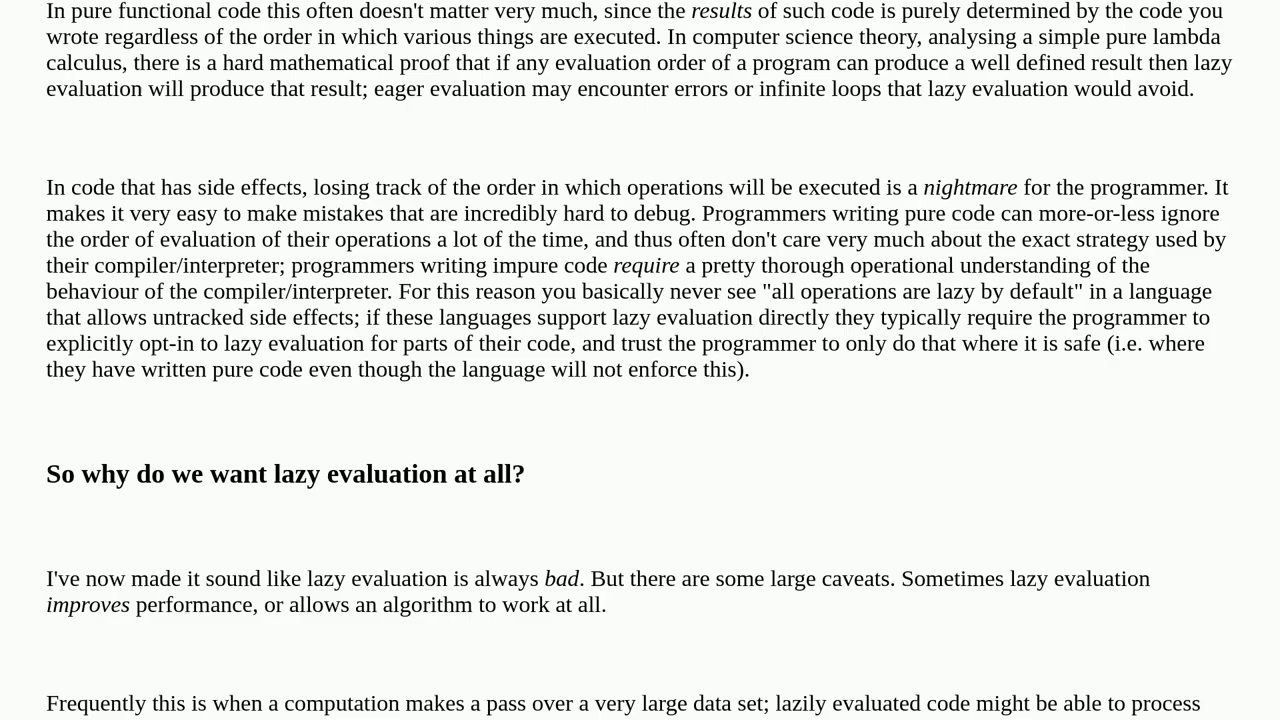 In pure functional code this often doesn't matter very much, since the results of such code is purely determined by the code you
wrote regardless of the order in which various things are executed. In computer science theory, analysing a simple pure lambda
calculus, there is a hard mathematical proof that if any evaluation order of a program can produce a well defined result then lazy
evaluation will produce that result; eager evaluation may encounter errors or infinite loops that lazy evaluation would avoid.
In code that has side effects, losing track of the order in which operations will be executed is a nightmare for the programmer. It
makes it very easy to make mistakes that are incredibly hard to debug. Programmers writing pure code can more-or-less ignore
the order of evaluation of their operations a lot of the time, and thus often don't care very much about the exact strategy used by
their compiler/interpreter; programmers writing impure code require a pretty thorough operational understanding of the
behaviour of the compiler/interpreter. For this reason you basically never see "all operations are lazy by default" in a language
that allows untracked side effects; if these languages support lazy evaluation directly they typically require the programmer to
explicitly opt-in to lazy evaluation for parts of their code, and trust the programmer to only do that where it is safe (i.e. where
they have written pure code even though the language will not enforce this).
So why do we want lazy evaluation at all?
I've now made it sound like lazy evaluation is always bad. But there are some large caveats. Sometimes lazy evaluation
improves performance, or allows an algorithm to work at all.
Frequently this is when a computation makes a pass over a very large data set; lazily evaluated code might be able to process